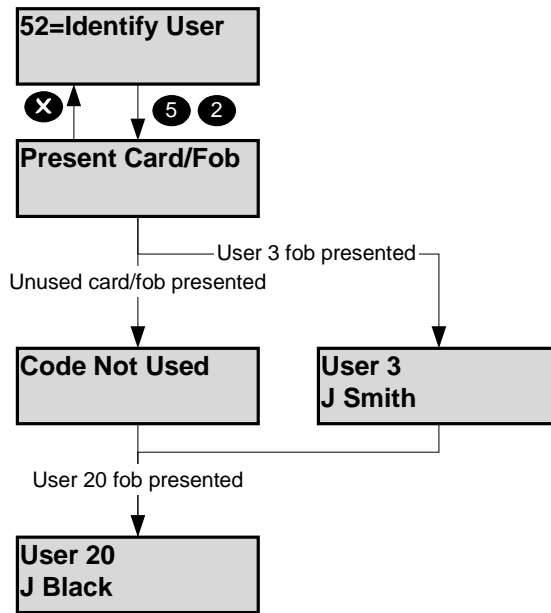 52=Identify User
X
5 2
Present Card/Fob
User 3 fob presented
Unused card/fob presented
Code Not Used
User 3
J Smith
User 20 fob presented
User 20
J Black